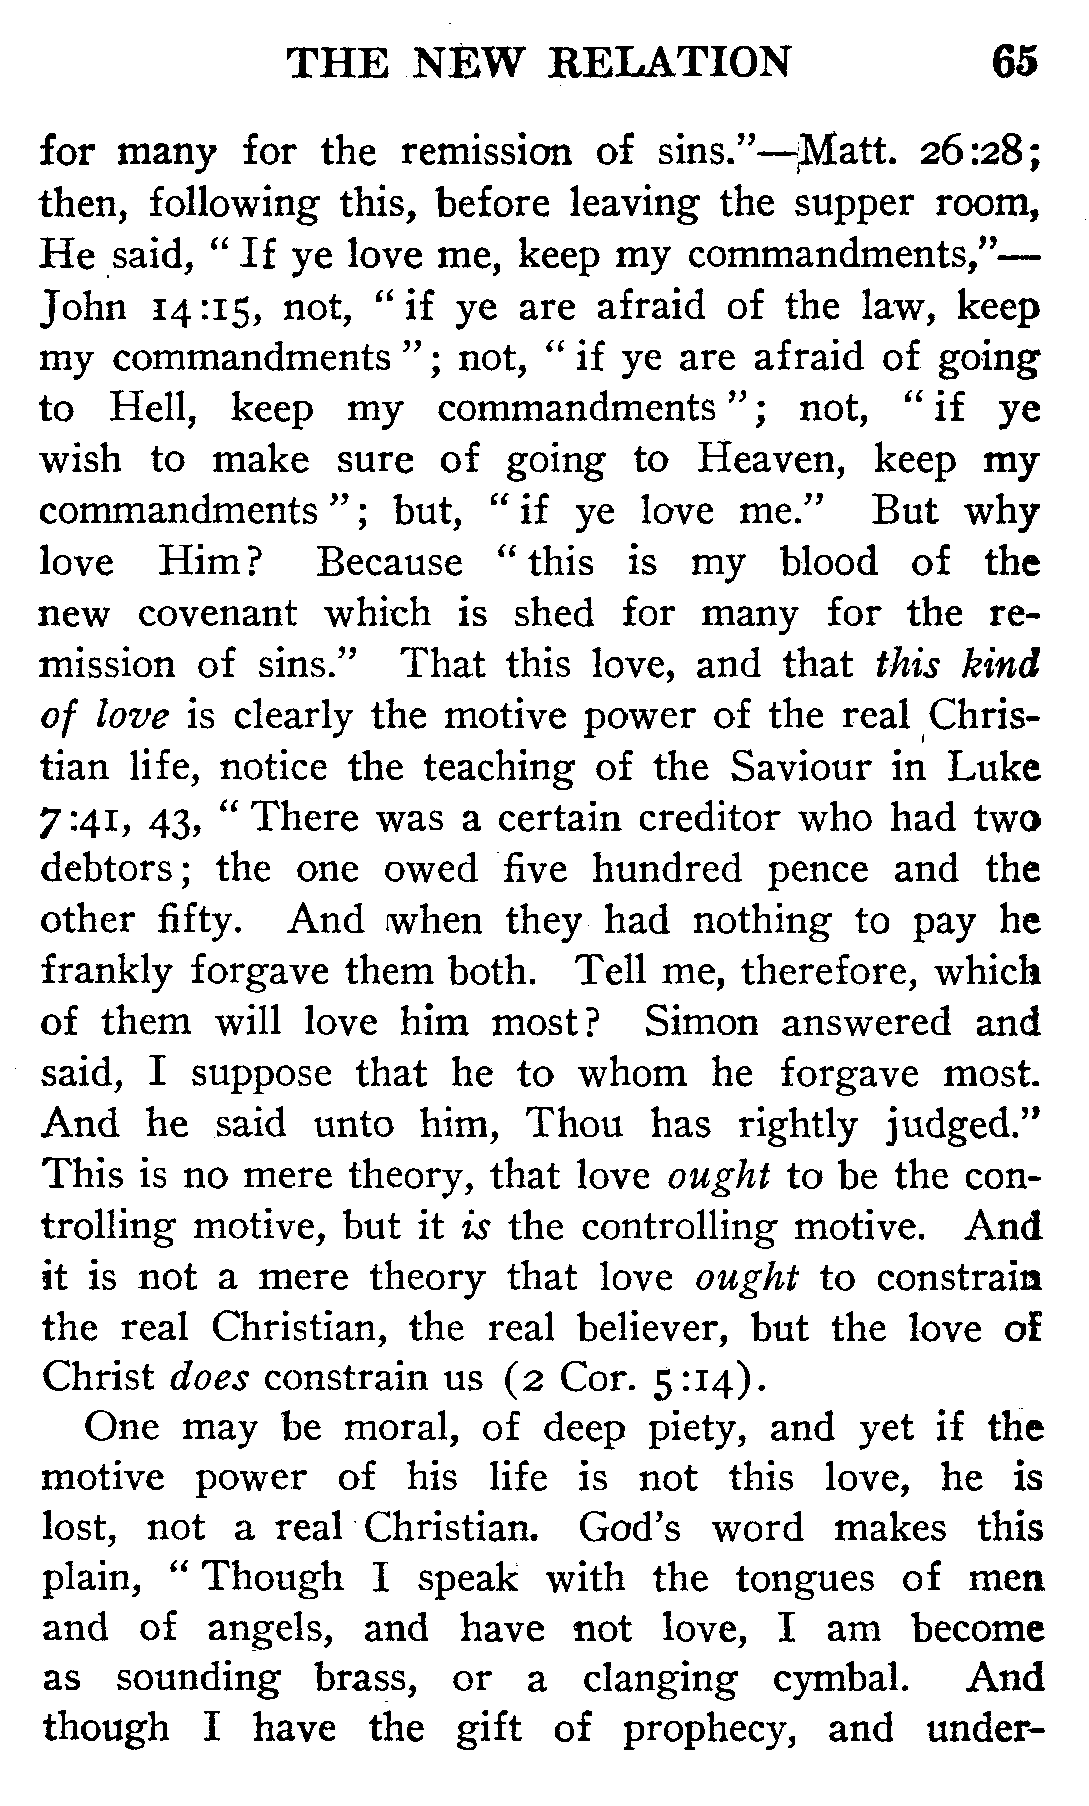 THE NEW RELATION 65
for many for the remission of sins."—Matt. 26:28;
then, following this, before leaving the supper room,
He said, "If ye love me, keep my commandments,"—
John 14:15, not, "if ye are afraid of the law, keep
my commandments"; not, "if ye are afraid of going
to Hell, keep my commandments"; not, "if ye
wish to make sure of going to Heaven, keep my
commandments"; but, "if ye love me." But why
love Him? Because "this is my blood of the
new covenant which is shed for many for the re-
mission of sins." That this love, and that this kind
of love is clearly the motive power of the real Chris-
tian life, notice the teaching of the Saviour in Luke
7:41, 43, "There was a certain creditor who had two
debtors; the one owed five hundred pence and the
other fifty. And when they had nothing to pay he
frankly forgave them both. Tell me, therefore, which
of them will love him most? Simon answered and
said, I suppose that he to whom he forgave most.
And he said unto him, Thou has rightly judged."
This is no mere theory, that love ought to be the con-
trolling motive, but it is the controlling motive. And
it is not a mere theory that love ought to constrain
the real Christian, the real believer, but the love of
Christ does constrain us (2 Cor. 5:14).
One may be moral, of deep piety, and yet if the
motive power of his life is not this love, he is
lost, not a real Christian. God's word makes this
plain, "Though I speak with the tongues of men
and of angels, and have not love, I am become
as sounding brass, or a clanging cymbal. And
though I have the gift of prophecy, and under-